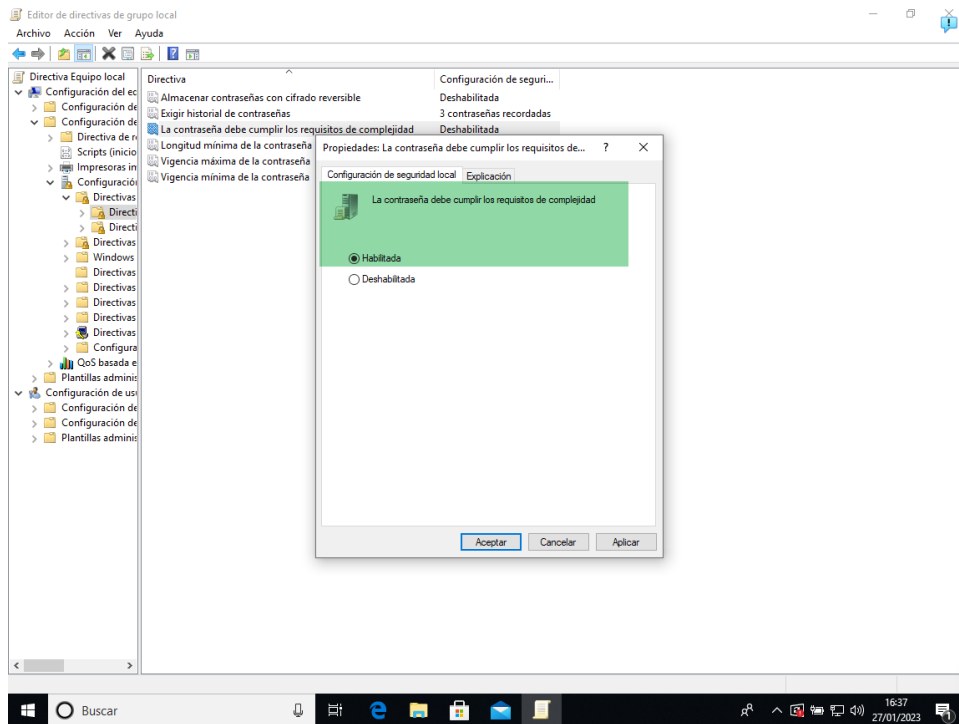 Editor de directivas de grupo local
Archivo Acción Ver Ayuda
Directiva Equipo local
Configuración del ec
Configuración de
Configuración de
Directiva de r
Scripts (inicio
Impresoras in
Configuració
Directivas
Directi
Directi
Directivas
Windows
Directivas
Directivas
Directivas
Directivas
Directivas
Configura
QoS basada e
Plantillas adminis
Configuración de usu
Configuración de
Configuración de
Plantillas adminis
Directiva Configuración de seguri...
Almacenar contraseñas con cifrado reversible Deshabilitada
Exigir historial de contraseñas 3 contraseñas recordadas
La contraseña debe cumplir los requisitos de complejidad Deshabilitada
Longitud mínima de la contraseña
Vigencia máxima de la contraseña
Vigencia mínima de la contraseña
Propiedades: La contraseña debe cumplir los requisitos de... ?
Configuración de seguridad local Explicación
La contraseña debe cumplir los requisitos de complejidad
Habilitada
Deshabilitada
Aceptar Cancelar Aplicar
Buscar
16:37
27/01/2023
1